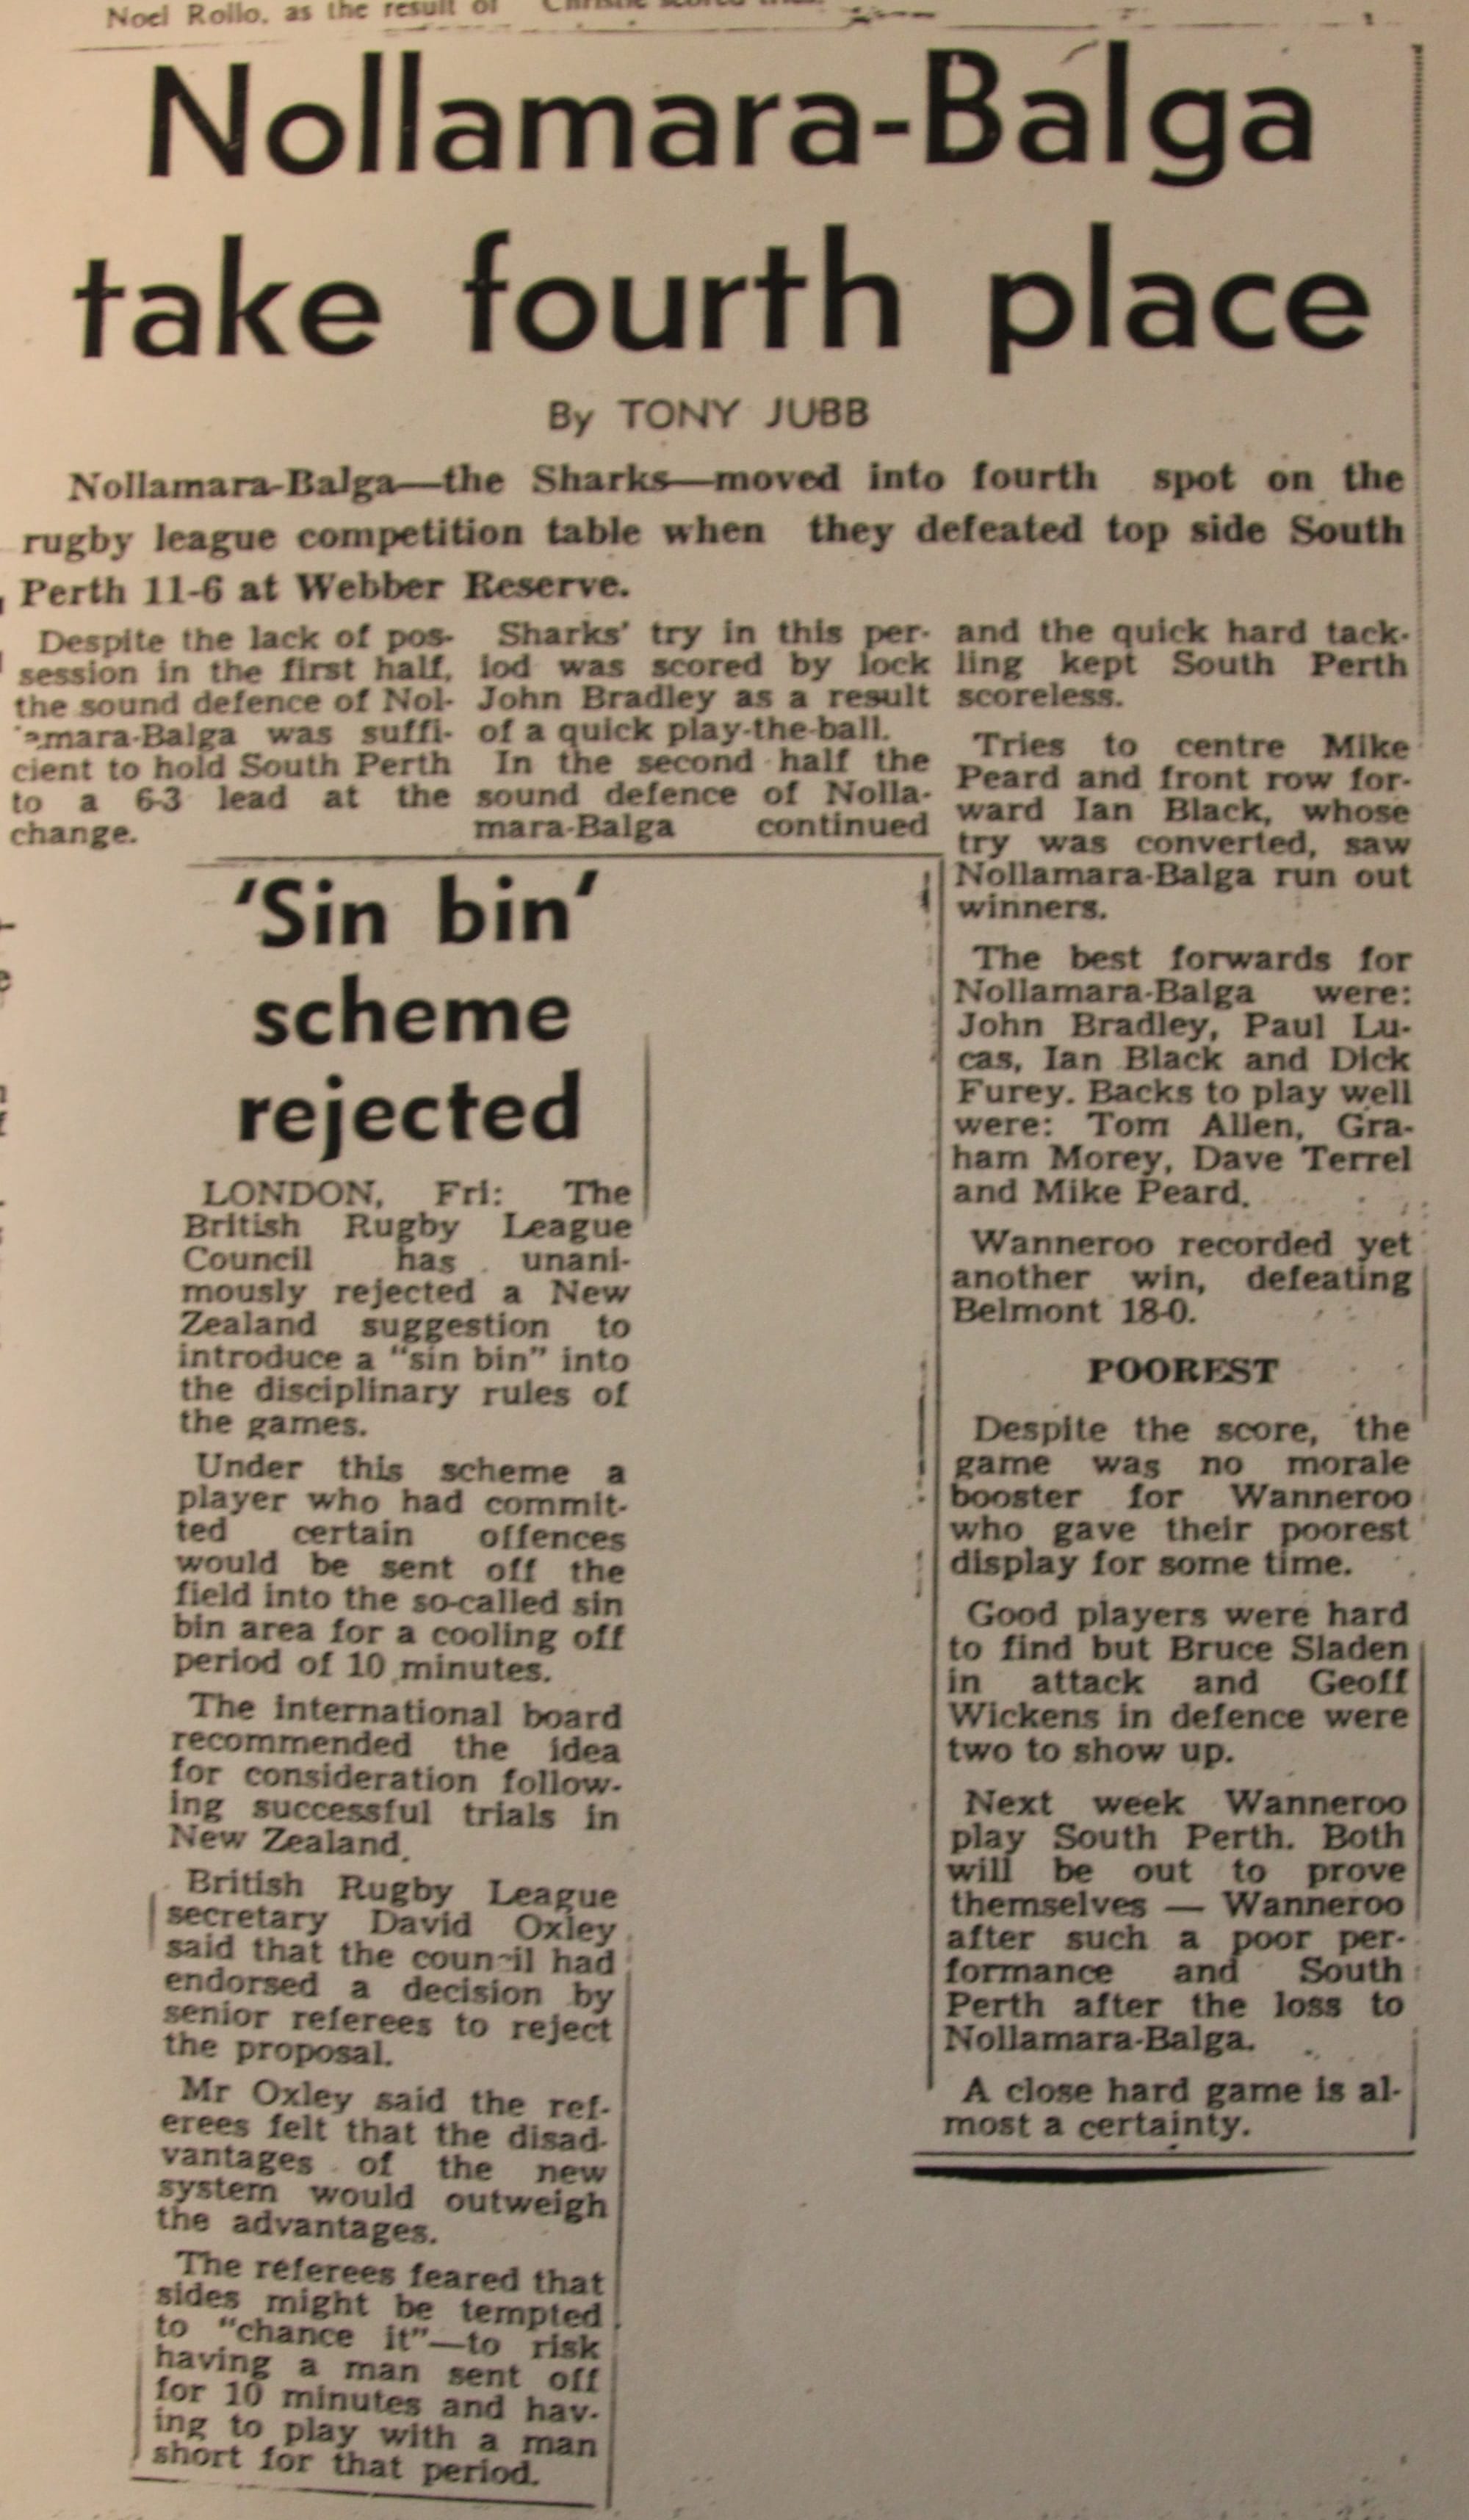 Noel Rollo, as the result of
Christie scored tries.
Nollamara-Balga
take fourth place
By TONY JUBB
Nollamara-Balga—the Sharks—moved into fourth spot on the
rugby league competition table when they defeated top side South
Perth 11-6 at Webber Reserve.
Despite the lack of pos-
session in the first half,
the sound defence of Nol-
amara-Balga was suffi-
cient to hold South Perth
to a 6-3 lead at the
change.
Sharks' try in this per-
iod was scored by lock
John Bradley as a result
of a quick play-the-ball.
In the second half the
sound defence of Nolla-
mara-Balga continued
and the quick hard tack-
ling kept South Perth
scoreless.
Tries to centre Mike
Peard and front row for-
ward Ian Black, whose
try was converted, saw
Nollamara-Balga run out
winners.
The best forwards for
Nollamara-Balga were:
John Bradley, Paul Lu-
cas, Ian Black and Dick
Furey. Backs to play well
were: Tom Allen, Gra-
ham Morey, Dave Terrel
and Mike Peard.
Wanneroo recorded yet
another win, defeating
Belmont 18-0.
POOREST
Despite the score, the
game was no morale
booster for Wanneroo
who gave their poorest
display for some time.
Good players were hard
to find but Bruce Sladen
in attack and Geoff
Wickens in defence were
two to show up.
Next week Wanneroo
play South Perth. Both
will be out to prove
themselves — Wanneroo
after such a poor per-
formance and South
Perth after the loss to
Nollamara-Balga.
A close hard game is al-
most a certainty.
'Sin bin'
scheme
rejected
LONDON, Fri: The
British Rugby League
Council has unani-
mously rejected a New
Zealand suggestion to
introduce a "sin bin" into
the disciplinary rules of
the games.
Under this scheme a
player who had commit-
ted certain offences
would be sent off the
field into the so-called sin
bin area for a cooling off
period of 10 minutes.
The international board
recommended the idea
for consideration follow-
ing successful trials in
New Zealand.
British Rugby League
secretary David Oxley
said that the council had
endorsed a decision by
senior referees to reject
the proposal.
Mr Oxley said the ref-
erees felt that the disad-
vantages of the new
system would outweigh
the advantages.
The referees feared that
sides might be tempted
to "chance it"—to risk
having a man sent off
for 10 minutes and hav-
ing to play with a man
short for that period.